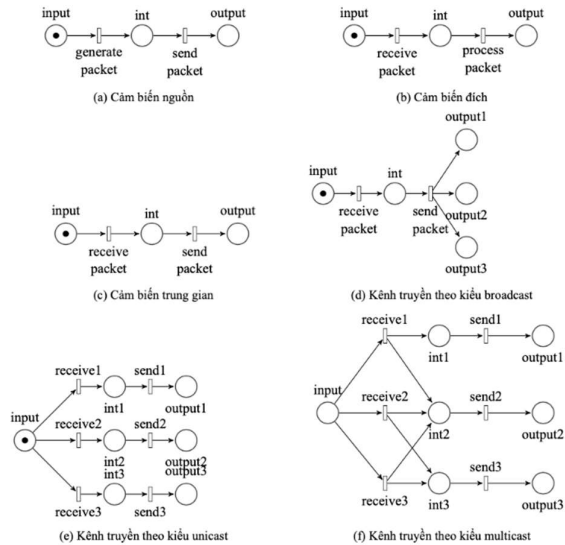 input
int
output
generate
packet
send
packet
(a) Cảm biến nguồn
input
int
output
receive
packet
process
packet
(b) Cảm biến đích
input
int
output
receive
packet
send
packet
(c) Cảm biến trung gian
output1
input
int
receive
packet
send
packet
output2
output3
(d) Kênh truyền theo kiểu broadcast
receive1
send1
input
int1
output1
receive2
send2
int2
output2
int3
output3
receive3
send3
(e) Kênh truyền theo kiểu unicast
receive1
send1
int1
output1
input
receive2
send2
int2
output2
send3
receive3
int3
output3
(f) Kênh truyền theo kiểu multicast